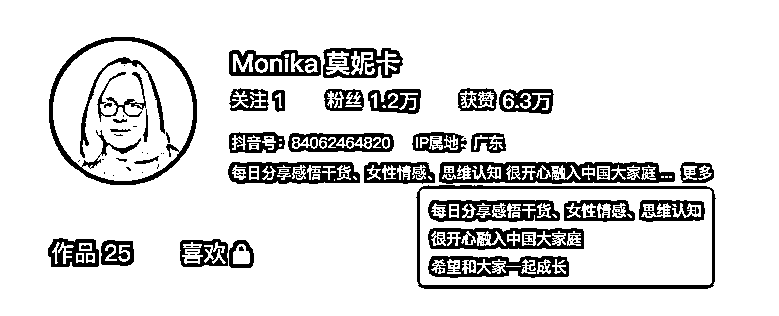 Monika 莫妮卡
关注 1 粉丝 1.2万 获赞 6.3万
抖音号：84062464820 IP属地：广东
每日分享感悟干货、女性情感、思维认知 很开心融入中国大家庭 ... 更多
每日分享感悟干货、女性情感、思维认知
很开心融入中国大家庭
希望和大家一起成长
作品 25 喜欢